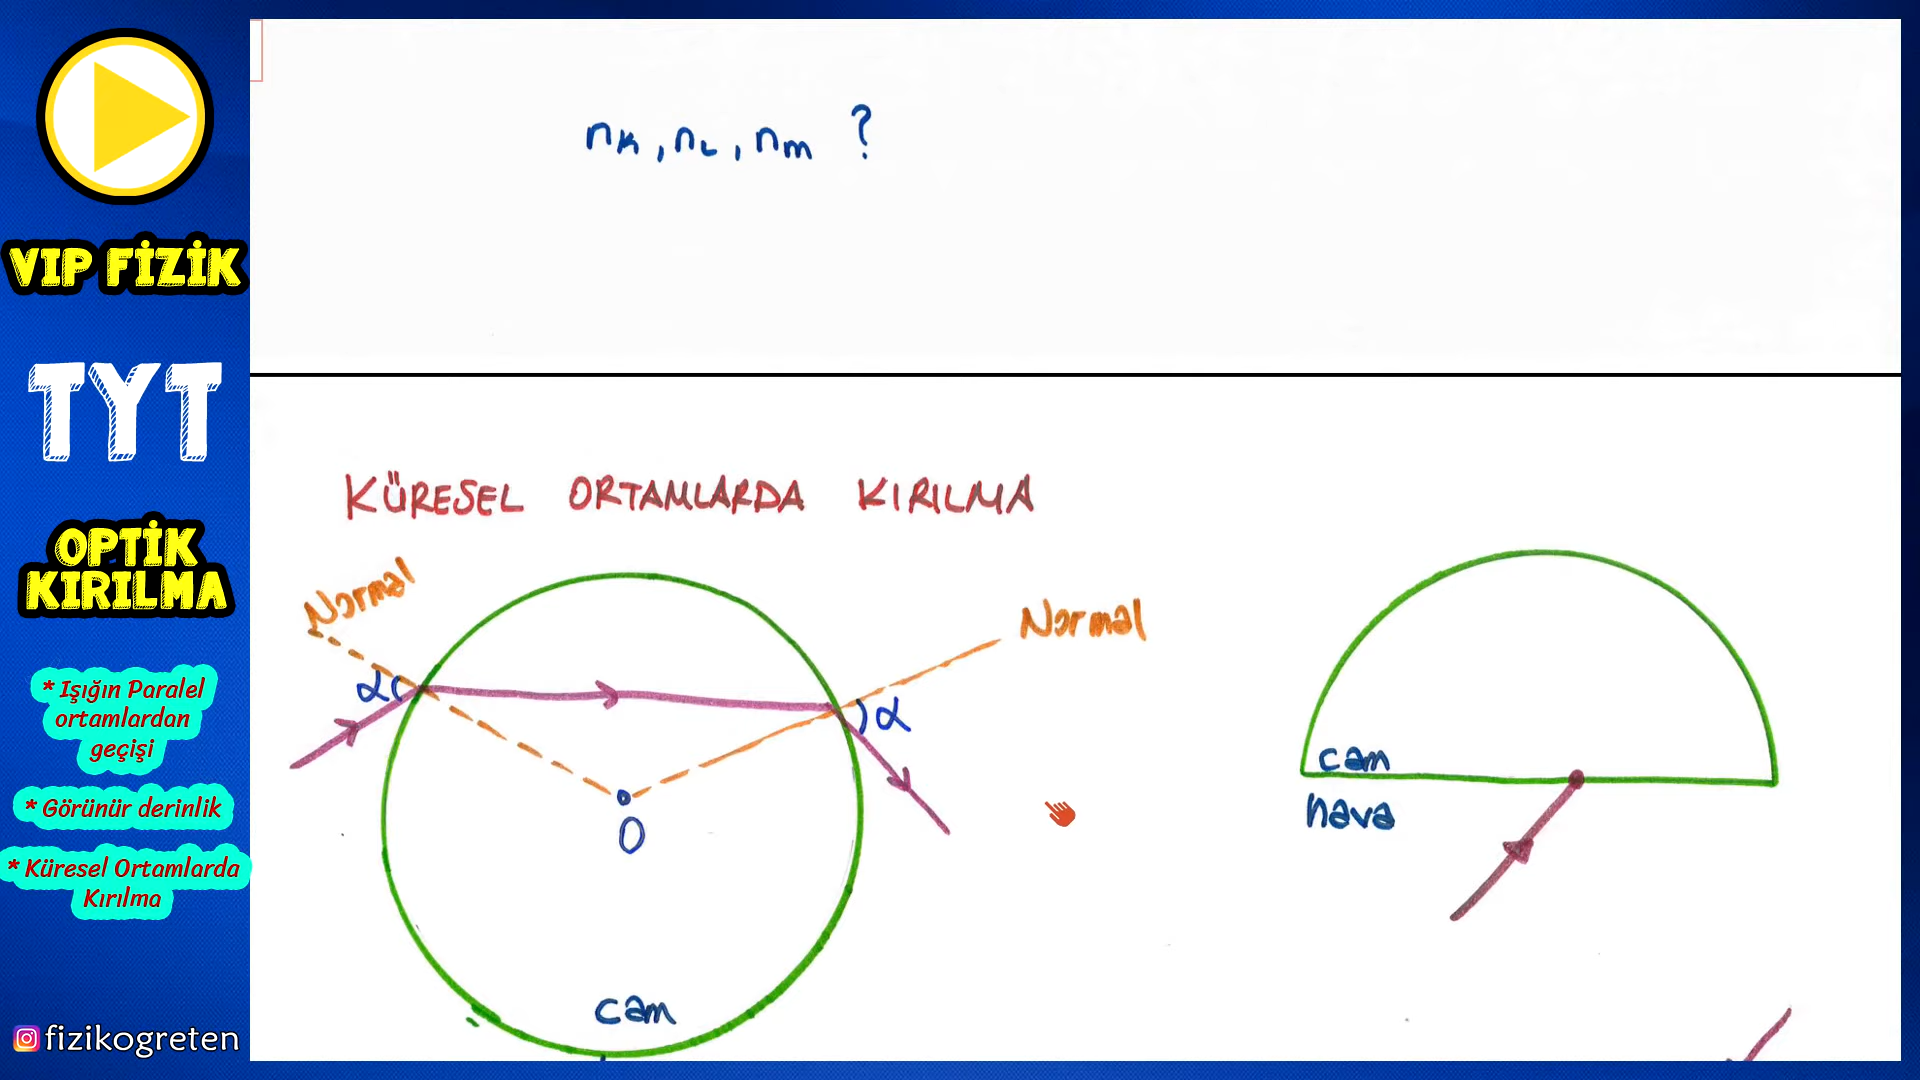 VIP FİZİK
TYT
OPTİK
KIRILMA
* Işığın Paralel
ortamlardan
geçişi
* Görünür derinlik
* Küresel Ortamlarda
Kırılma
fizikogreten
nK, nL, nM ?
KÜRESEL ORTAMLARDA KIRILMA
Normal
Normal
α
α
O
cam
cam
hava